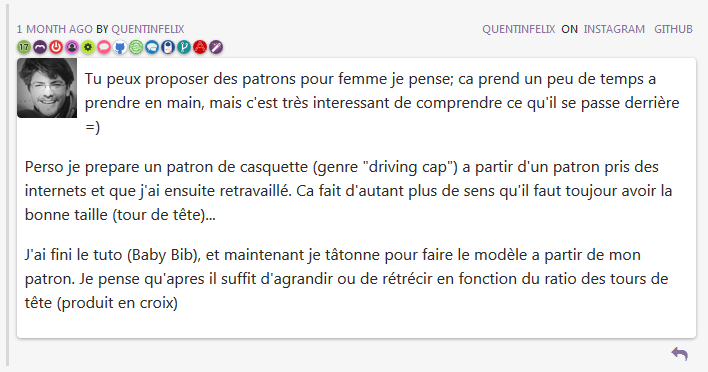 1 MONTH AGO BY QUENTINFELIX QUENTINFELIX ON INSTAGRAM GITHUB
17
Tu peux proposer des patrons pour femme je pense; ca prend un peu de temps a
prendre en main, mais c'est très interessant de comprendre ce qu'il se passe derrière
=)
Perso je prepare un patron de casquette (genre "driving cap") a partir d'un patron pris des
internets et que j'ai ensuite retravaillé. Ca fait d'autant plus de sens qu'il faut toujour avoir la
bonne taille (tour de tête)...
J'ai fini le tuto (Baby Bib), et maintenant je tâtonne pour faire le modèle a partir de mon
patron. Je pense qu'apres il suffit d'agrandir ou de rétrécir en fonction du ratio des tours de
tête (produit en croix)